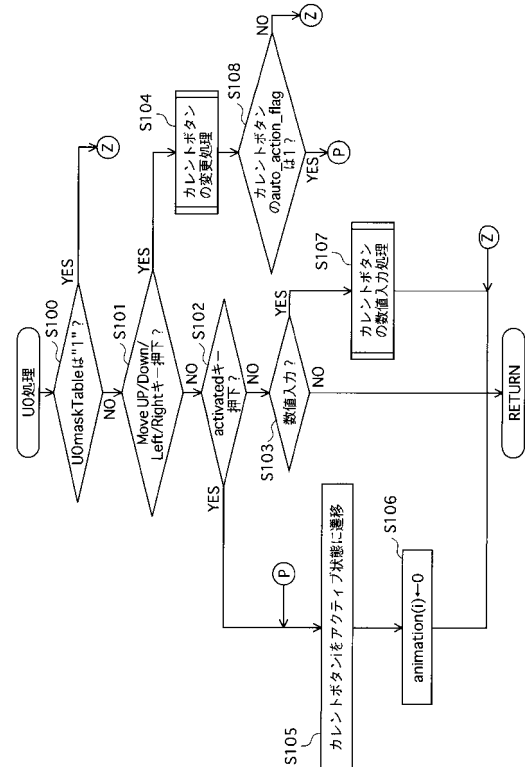 UO処理
S100
UOmaskTableは"1"？
YES
Z
NO
S101
Move UP/Down/
Left/Rightキー押下？
YES
S104
カレントボタン
の変更処理
S108
カレントボタン
のauto_action_flag
は1？
NO
Z
YES
P
NO
S102
activatedキー
押下？
YES
NO
S103
数値入力？
YES
NO
S107
カレントボタン
の数値入力処理
Z
P
S105
カレントボタンiをアクティブ状態に遷移
S106
animation(i)←0
RETURN